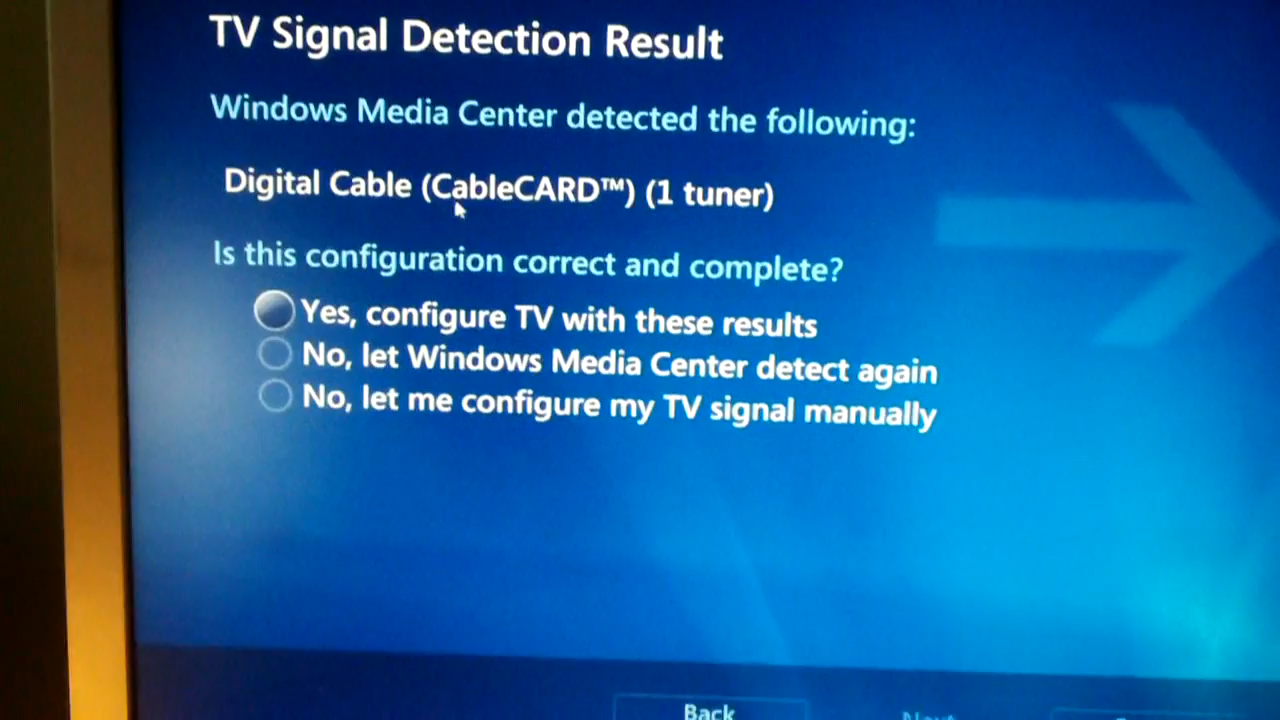 TV Signal Detection Result
Windows Media Center detected the following:
Digital Cable (CableCARD™) (1 tuner)
Is this configuration correct and complete?
Yes, configure TV with these results
No, let Windows Media Center detect again
No, let me configure my TV signal manually
Back Next